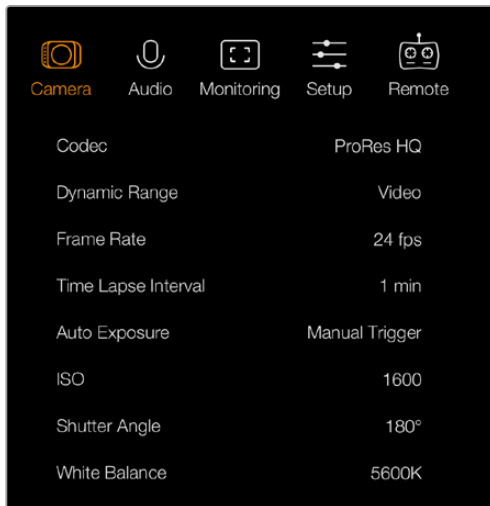 Camera Audio Monitoring Setup Remote
Codec ProRes HQ
Dynamic Range Video
Frame Rate 24 fps
Time Lapse Interval 1 min
Auto Exposure Manual Trigger
ISO 1600
Shutter Angle 180°
White Balance 5600K